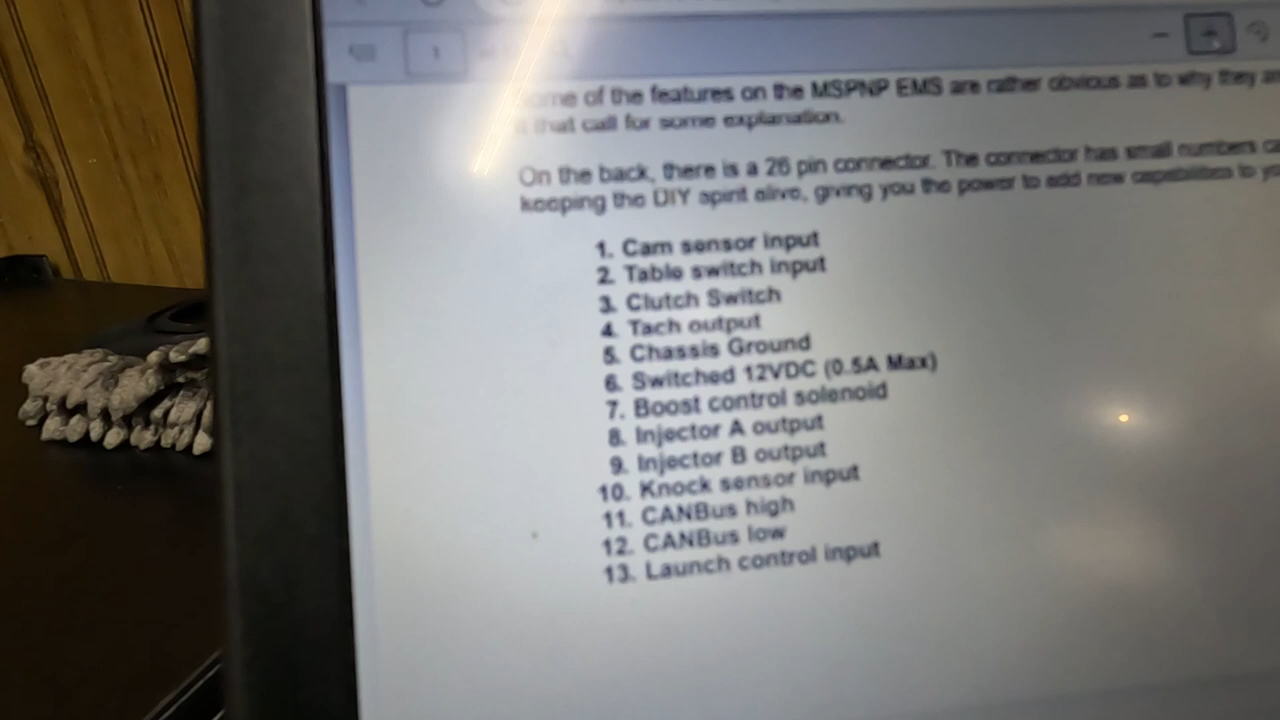 1
Some of the features on the MSPNP EMS are rather obvious as to why they
that call for some explanation.
On the back, there is a 26 pin connector. The connector has small numbers
keeping the DIY spirit alive, giving you the power to add new capabilities to
1. Cam sensor input
2. Table switch input
3. Clutch Switch
4. Tach output
5. Chassis Ground
6. Switched 12VDC (0.5A Max)
7. Boost control solenoid
8. Injector A output
9. Injector B output
10. Knock sensor input
11. CANBus high
12. CANBus low
13. Launch control input